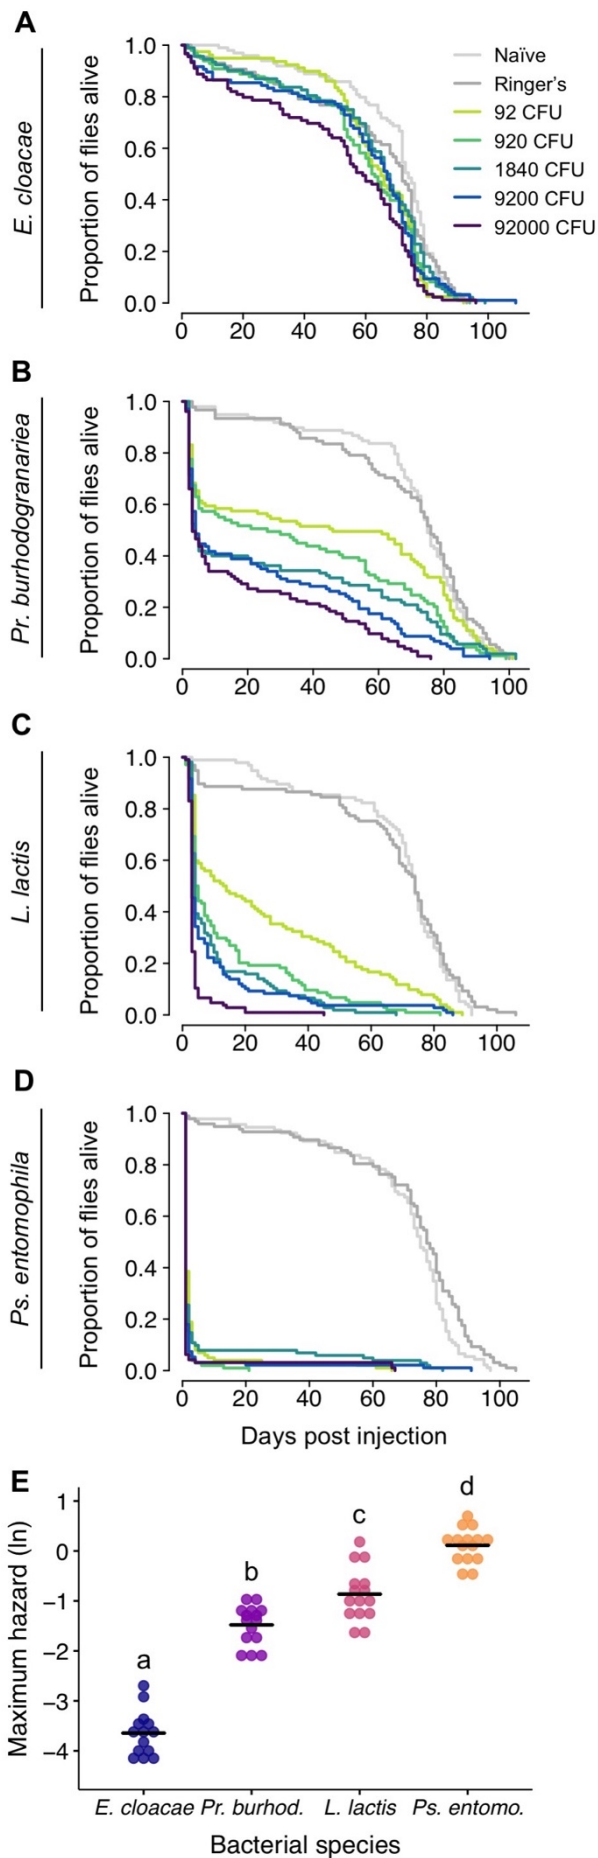 A
E. cloacae
Proportion of flies alive
1.0
0.8
0.6
0.4
0.2
0.0
0 20 40 60 80 100
Naïve
Ringer's
92 CFU
920 CFU
1840 CFU
9200 CFU
92000 CFU
B
Pr. burhodogranariea
Proportion of flies alive
1.0
0.8
0.6
0.4
0.2
0.0
0 20 40 60 80 100
C
L. lactis
Proportion of flies alive
1.0
0.8
0.6
0.4
0.2
0.0
0 20 40 60 80 100
D
Ps. entomophila
Proportion of flies alive
1.0
0.8
0.6
0.4
0.2
0.0
0 20 40 60 80 100
Days post injection
E
Maximum hazard (ln)
1
0
−1
−2
−3
−4
a
b
c
d
E. cloacae Pr. burhod. L. lactis Ps. entomo.
Bacterial species